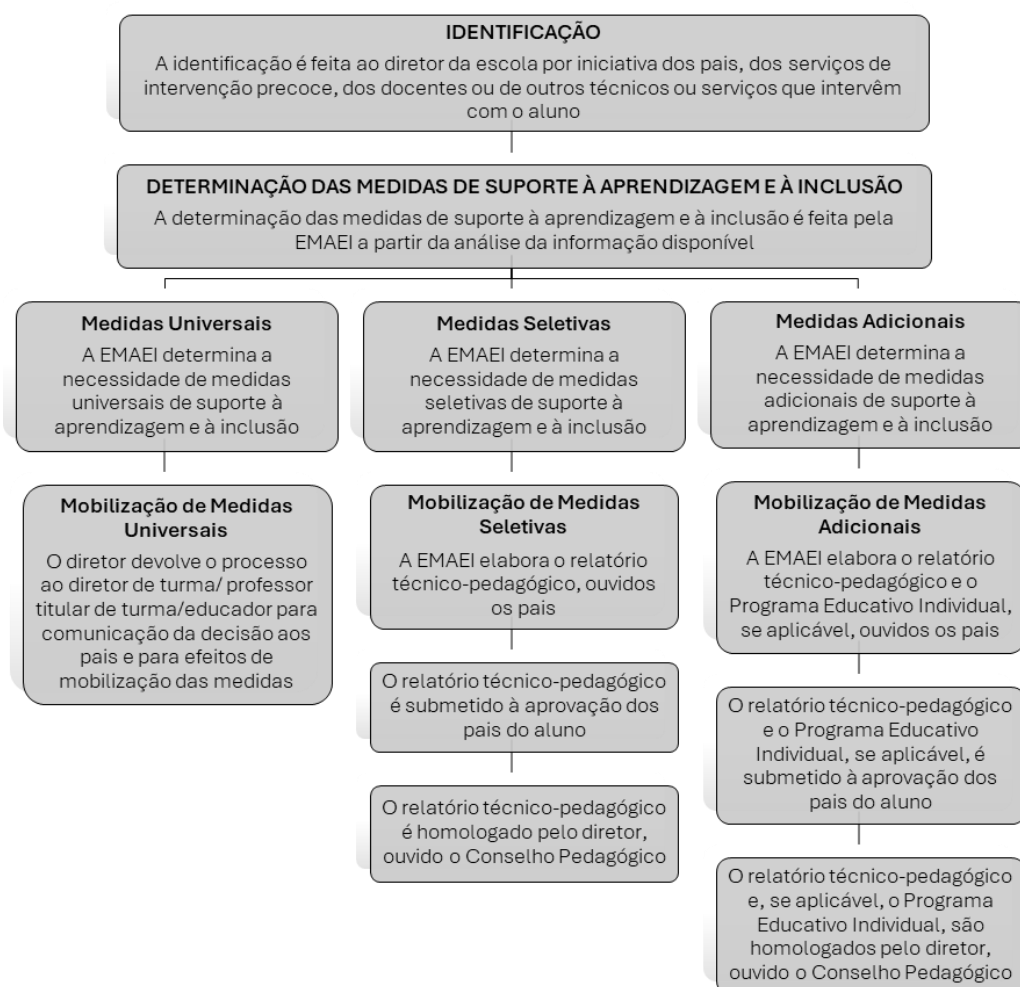 IDENTIFICAÇÃO
A identificação é feita ao diretor da escola por iniciativa dos pais, dos serviços de
intervenção precoce, dos docentes ou de outros técnicos ou serviços que intervêm
com o aluno
DETERMINAÇÃO DAS MEDIDAS DE SUPORTE À APRENDIZAGEM E À INCLUSÃO
A determinação das medidas de suporte à aprendizagem e à inclusão é feita pela
EMAEI a partir da análise da informação disponível
Medidas Universais
A EMAEI determina a
necessidade de medidas
universais de suporte à
aprendizagem e à inclusão
Mobilização de Medidas
Universais
O diretor devolve o processo
ao diretor de turma/ professor
titular de turma/educador para
comunicação da decisão aos
pais e para efeitos de
mobilização das medidas
Medidas Seletivas
A EMAEI determina a
necessidade de medidas
seletivas de suporte à
aprendizagem e à inclusão
Mobilização de Medidas
Seletivas
A EMAEI elabora o relatório
técnico-pedagógico, ouvidos
os pais
O relatório técnico-pedagógico
é submetido à aprovação dos
pais do aluno
O relatório técnico-pedagógico
é homologado pelo diretor,
ouvido o Conselho Pedagógico
Medidas Adicionais
A EMAEI determina a
necessidade de medidas
adicionais de suporte à
aprendizagem e à inclusão
Mobilização de Medidas
Adicionais
A EMAEI elabora o relatório
técnico-pedagógico e o
Programa Educativo Individual,
se aplicável, ouvidos os pais
O relatório técnico-pedagógico
e o Programa Educativo
Individual, se aplicável, é
submetido à aprovação dos
pais do aluno
O relatório técnico-pedagógico
e, se aplicável, o Programa
Educativo Individual, são
homologados pelo diretor,
ouvido o Conselho Pedagógico